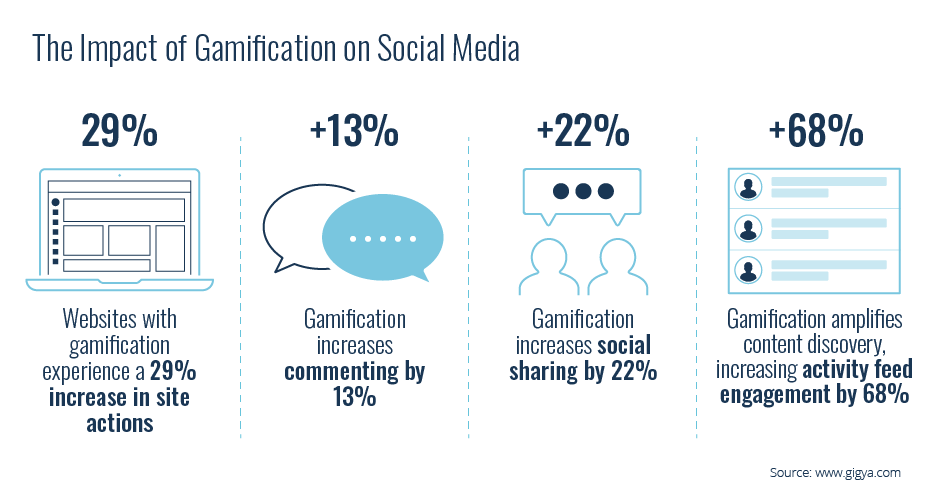 The Impact of Gamification on Social Media
29%
Websites with
gamification
experience a 29%
increase in site
actions
+13%
Gamification
increases
commenting by
13%
+22%
Gamification
increases social
sharing by 22%
+68%
Gamification amplifies
content discovery,
increasing activity feed
engagement by 68%
Source: www.gigya.com